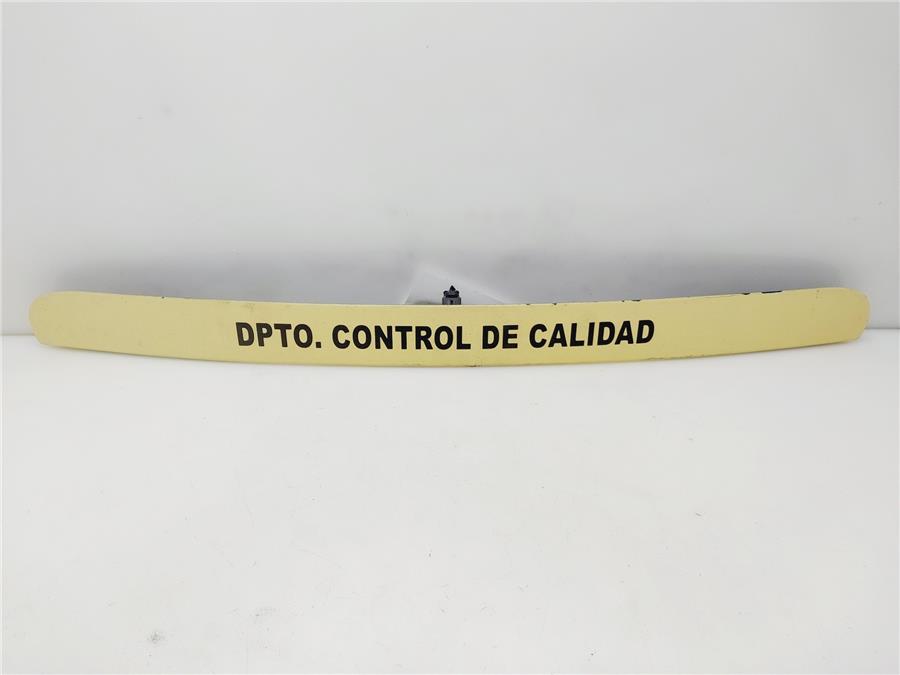 DPTO. CONTROL DE CALIDAD